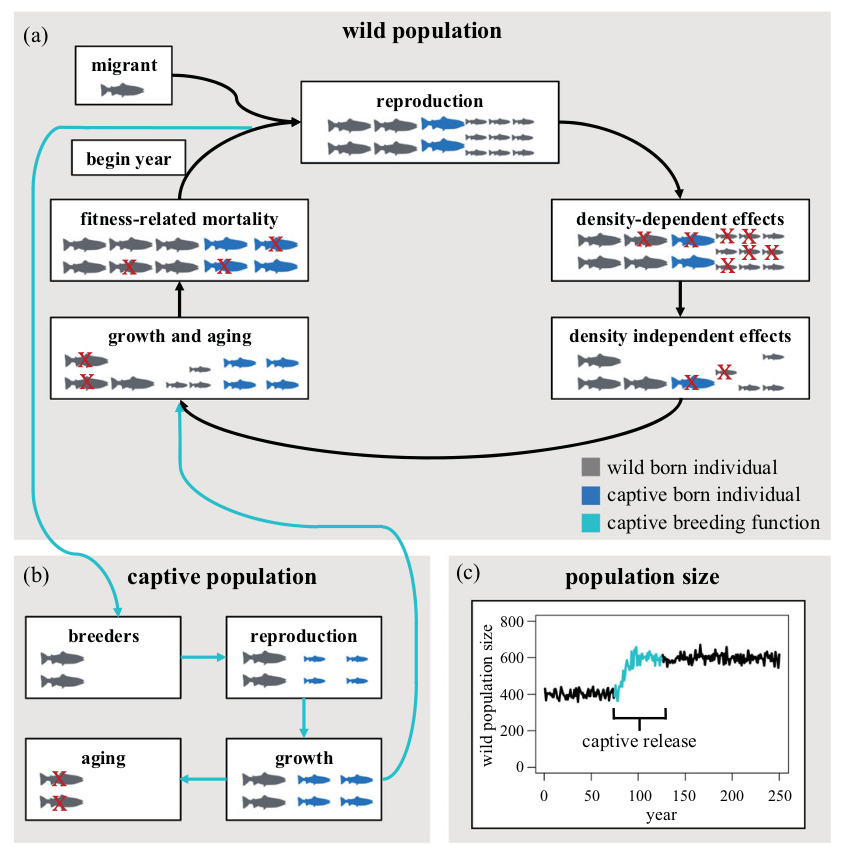 (a)
wild population
migrant
reproduction
begin year
fitness-related mortality
X
X
X
density-dependent effects
X
X
X
X
X
X
X
growth and aging
X
X
density independent effects
X
X
wild born individual
captive born individual
captive breeding function
(b)
captive population
breeders
reproduction
aging
X
X
growth
(c)
population size
wild population size
800
600
400
200
0
captive release
0
50
100
150
200
250
year